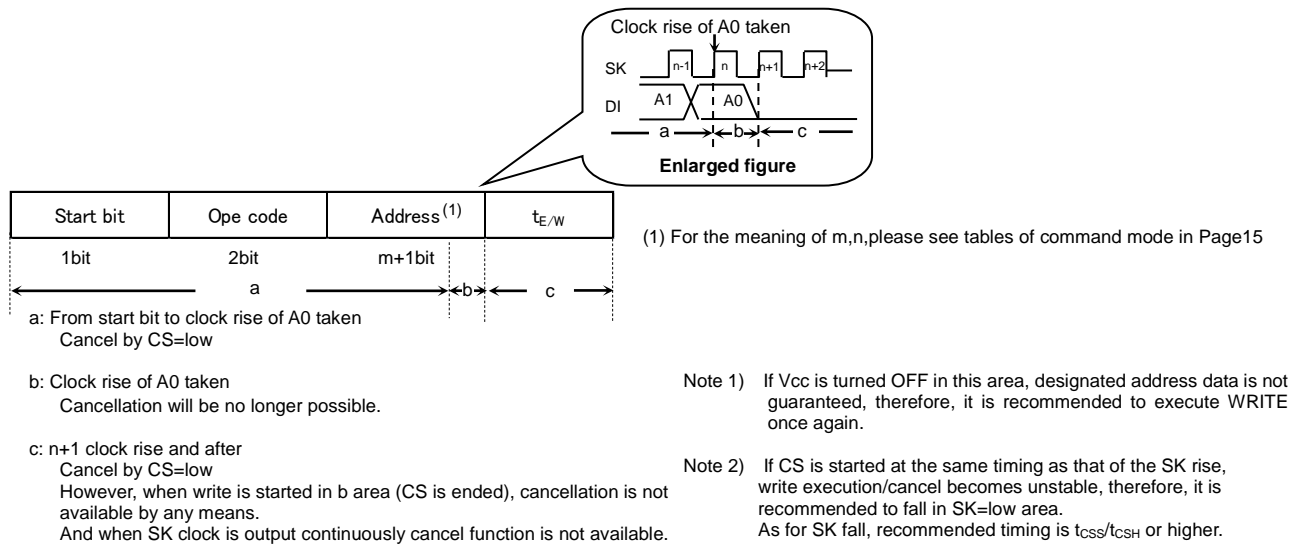 Clock rise of A0 taken
SK n-1 n n+1 n+2
DI A1 A0
a b c
Enlarged figure
Start bit Ope code Address(1) tE/W
1bit 2bit m+1bit
a b c
(1) For the meaning of m,n,please see tables of command mode in Page15
a: From start bit to clock rise of A0 taken
Cancel by CS=low
b: Clock rise of A0 taken
Cancellation will be no longer possible.
c: n+1 clock rise and after
Cancel by CS=low
However, when write is started in b area (CS is ended), cancellation is not
available by any means.
And when SK clock is output continuously cancel function is not available.
Note 1) If Vcc is turned OFF in this area, designated address data is not
guaranteed, therefore, it is recommended to execute WRITE
once again.
Note 2) If CS is started at the same timing as that of the SK rise,
write execution/cancel becomes unstable, therefore, it is
recommended to fall in SK=low area.
As for SK fall, recommended timing is tCSS/tCSH or higher.